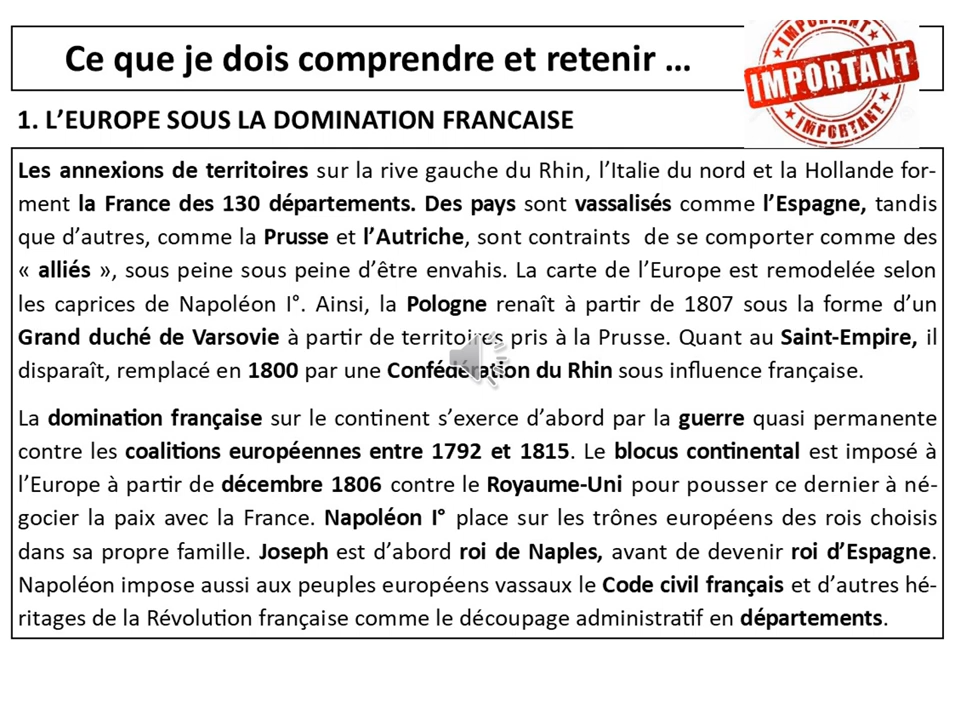 Ce que je dois comprendre et retenir …
IMPORTANT
IMPORTANT
IMPORTANT
1. L’EUROPE SOUS LA DOMINATION FRANCAISE
Les annexions de territoires sur la rive gauche du Rhin, l’Italie du nord et la Hollande for-
ment la France des 130 départements. Des pays sont vassalisés comme l’Espagne, tandis
que d’autres, comme la Prusse et l’Autriche, sont contraints  de se comporter comme des
« alliés », sous peine sous peine d’être envahis. La carte de l’Europe est remodelée selon
les caprices de Napoléon I°. Ainsi, la Pologne renaît à partir de 1807 sous la forme d’un
Grand duché de Varsovie à partir de territoires pris à la Prusse. Quant au Saint-Empire, il
disparaît, remplacé en 1800 par une Confédération du Rhin sous influence française.
La domination française sur le continent s’exerce d’abord par la guerre quasi permanente
contre les coalitions européennes entre 1792 et 1815. Le blocus continental est imposé à
l’Europe à partir de décembre 1806 contre le Royaume-Uni pour pousser ce dernier à né-
gocier la paix avec la France. Napoléon I° place sur les trônes européens des rois choisis
dans sa propre famille. Joseph est d’abord roi de Naples, avant de devenir roi d’Espagne.
Napoléon impose aussi aux peuples européens vassaux le Code civil français et d’autres hé-
ritages de la Révolution française comme le découpage administratif en départements.